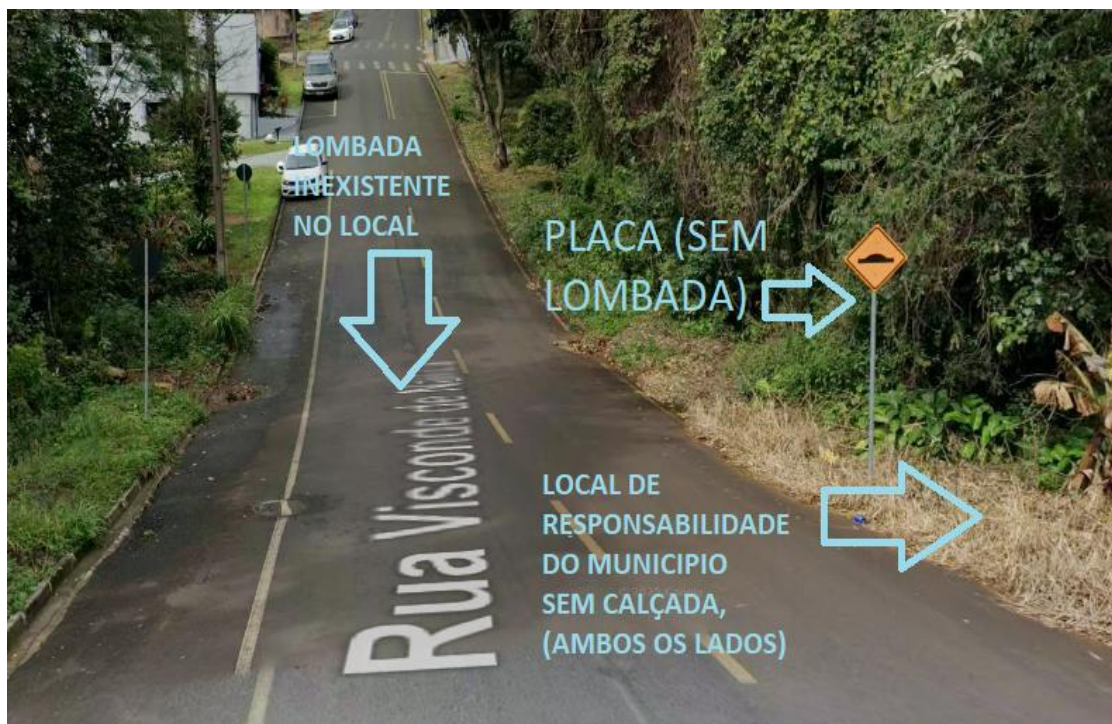 LOMBADA
INEXISTENTE
NO LOCAL
PLACA (SEM
LOMBADA)
Rua Visconde de
LOCAL DE
RESPONSABILIDADE
DO MUNICIPIO
SEM CALÇADA,
(AMBOS OS LADOS)